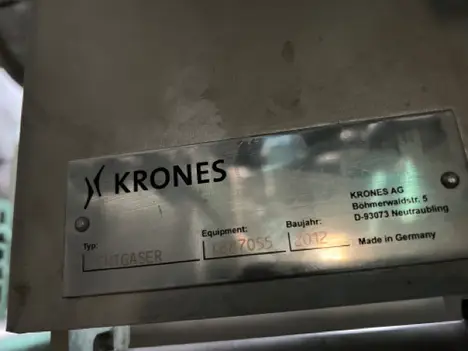 KRONES
KRONES AG
Böhmerwaldstr. 5
D-93073 Neutraubling
Made in Germany
Typ:
Equipment:
Baujahr:
2012